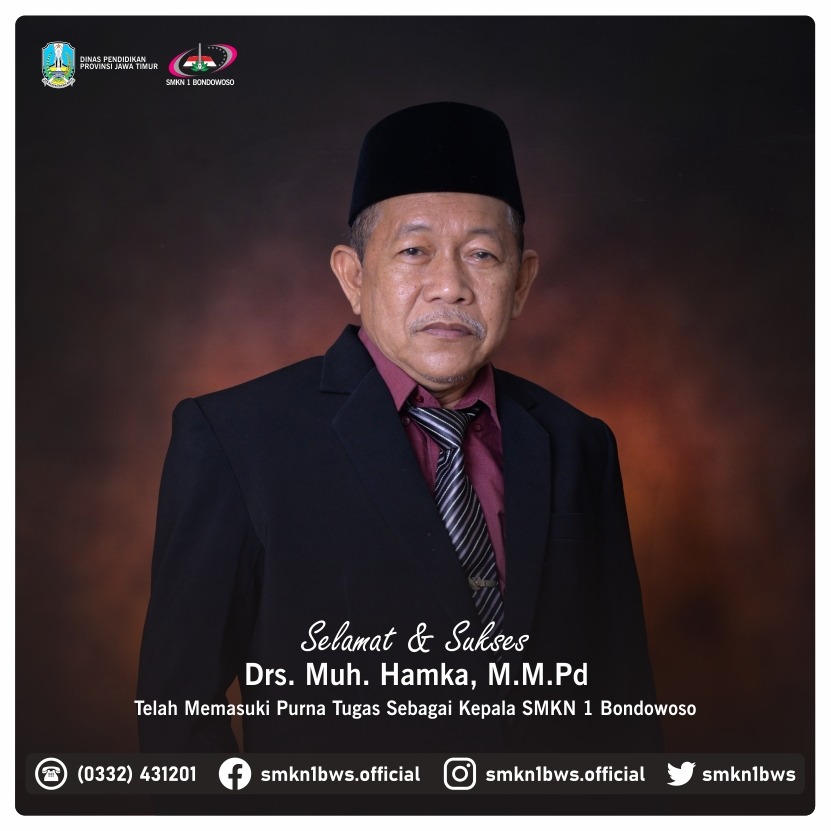 DINAS PENDIDIKAN
PROVINSI JAWA TIMUR
SMKN 1 BONDOWOSO
Selamat & Sukses
Drs. Muh. Hamka, M.M.Pd
Telah Memasuki Purna Tugas Sebagai Kepala SMKN 1 Bondowoso
(0332) 431201 smkn1bws.official smkn1bws.official smkn1bws